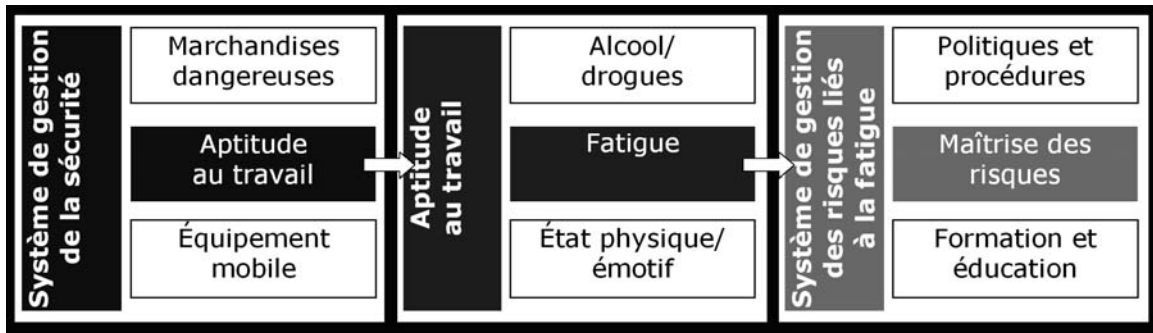 Système de gestion
de la sécurité
Marchandises
dangereuses
Aptitude
au travail
Équipement
mobile
Aptitude
au travail
Alcool/
drogues
Fatigue
État physique/
émotif
Système de gestion
des risques liés
à la fatigue
Politiques et
procédures
Maîtrise des
risques
Formation et
éducation